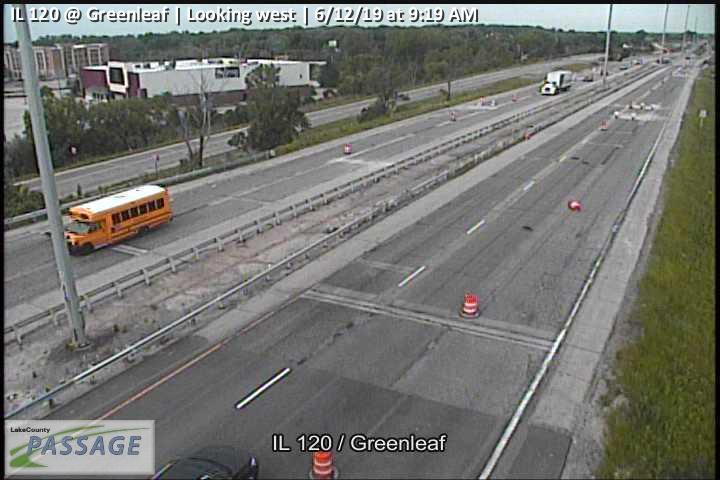 IL 120 @ Greenleaf | Looking west | 6/12/19 at 9:19 AM
IL 120 / Greenleaf
LakeCounty
PASSAGE